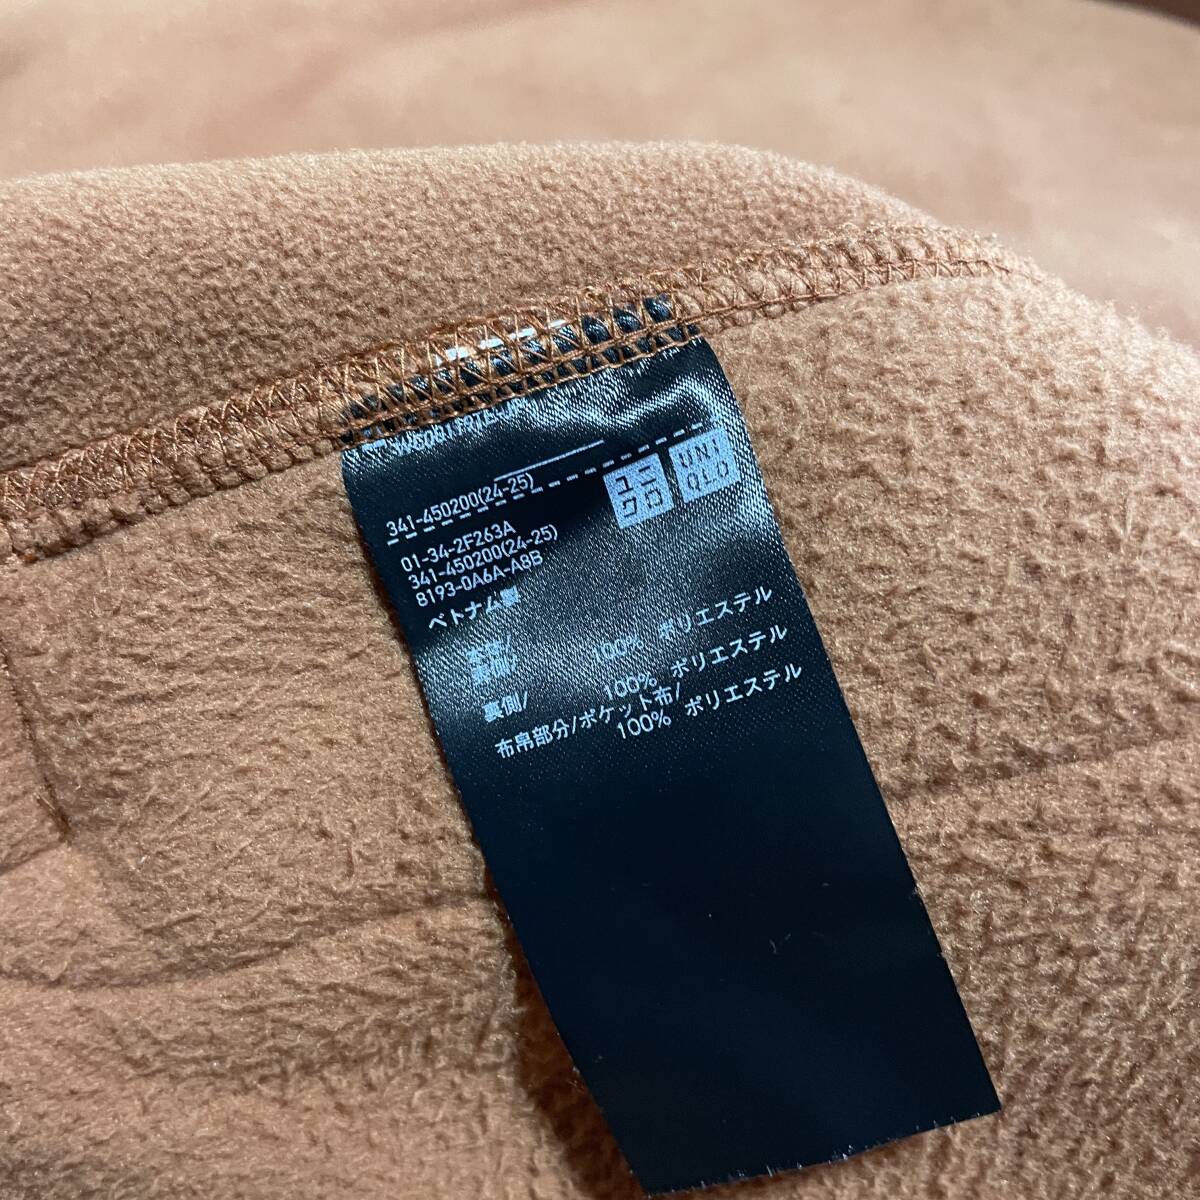 341-450200(24-25)
ユニ
クロ
UNI
QLO
01-34-2F263A
341-450200(24-25)
8193-0A6A-A8B
ベトナム製
表側/
100% ポリエステル
裏側/
100% ポリエステル
布帛部分/ポケット布/
100% ポリエステル